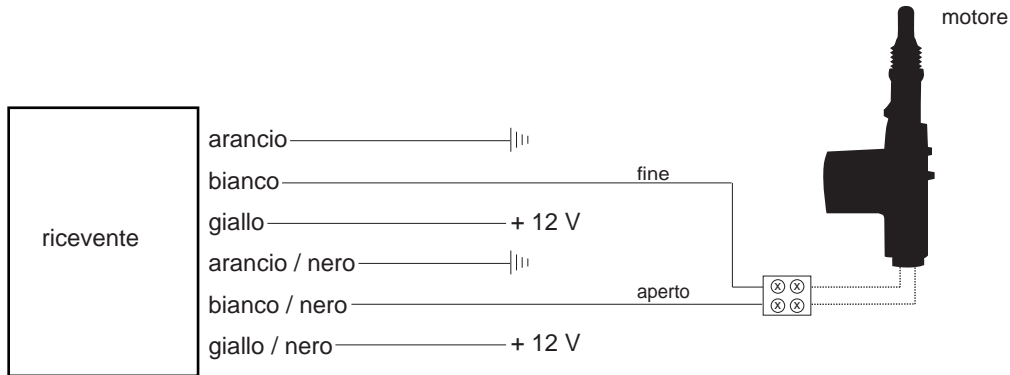 motore
arancio
bianco fine
giallo + 12 V
ricevente
arancio / nero
bianco / nero aperto
giallo / nero + 12 V